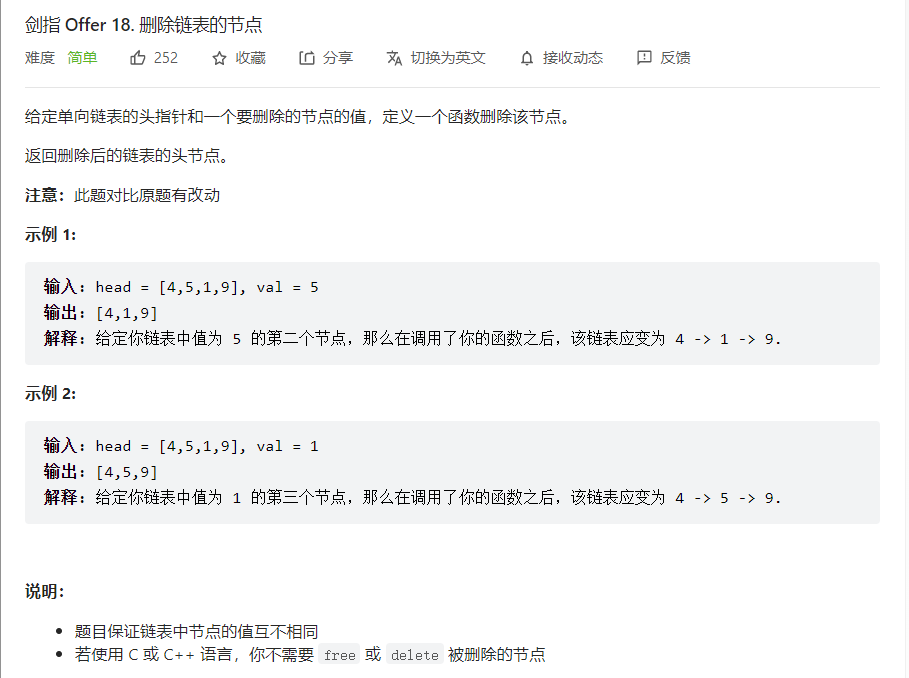 剑指 Offer 18. 删除链表的节点
难度 简单 252 收藏 分享 切换为英文 接收动态 反馈
给定单向链表的头指针和一个要删除的节点的值，定义一个函数删除该节点。
返回删除后的链表的头节点。
注意：此题对比原题有改动
示例 1:
输入: head = [4,5,1,9], val = 5
输出: [4,1,9]
解释: 给定你链表中值为 5 的第二个节点，那么在调用了你的函数之后，该链表应变为 4 -> 1 -> 9.
示例 2:
输入: head = [4,5,1,9], val = 1
输出: [4,5,9]
解释: 给定你链表中值为 1 的第三个节点，那么在调用了你的函数之后，该链表应变为 4 -> 5 -> 9.
说明：
• 题目保证链表中节点的值互不相同
• 若使用 C 或 C++ 语言，你不需要 free 或 delete 被删除的节点